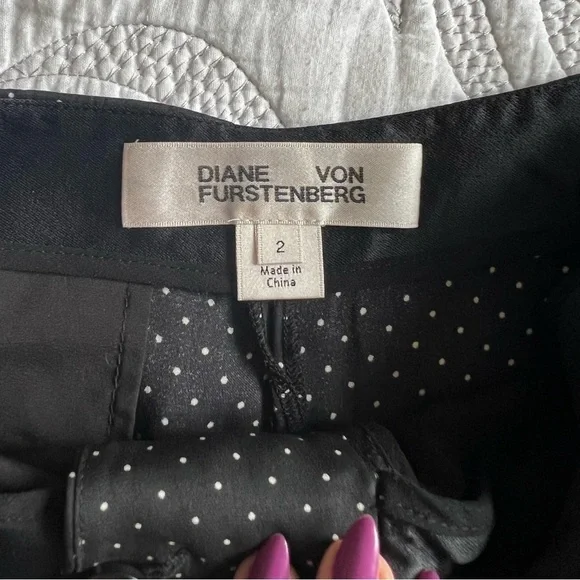 DIANE VON
FURSTENBERG
2
Made in
China